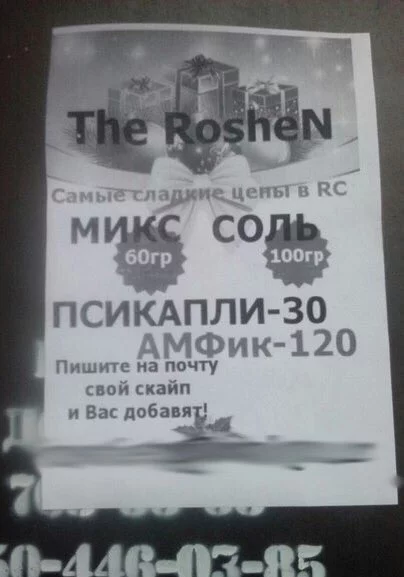 The RosheN
Самые сладкие цены в RC
МИКС СОЛЬ
60гр 100гр
ПСИКАПЛИ-30
АМФик-120
Пишите на почту
свой скайп
и Вас добавят!
50-446-03-85